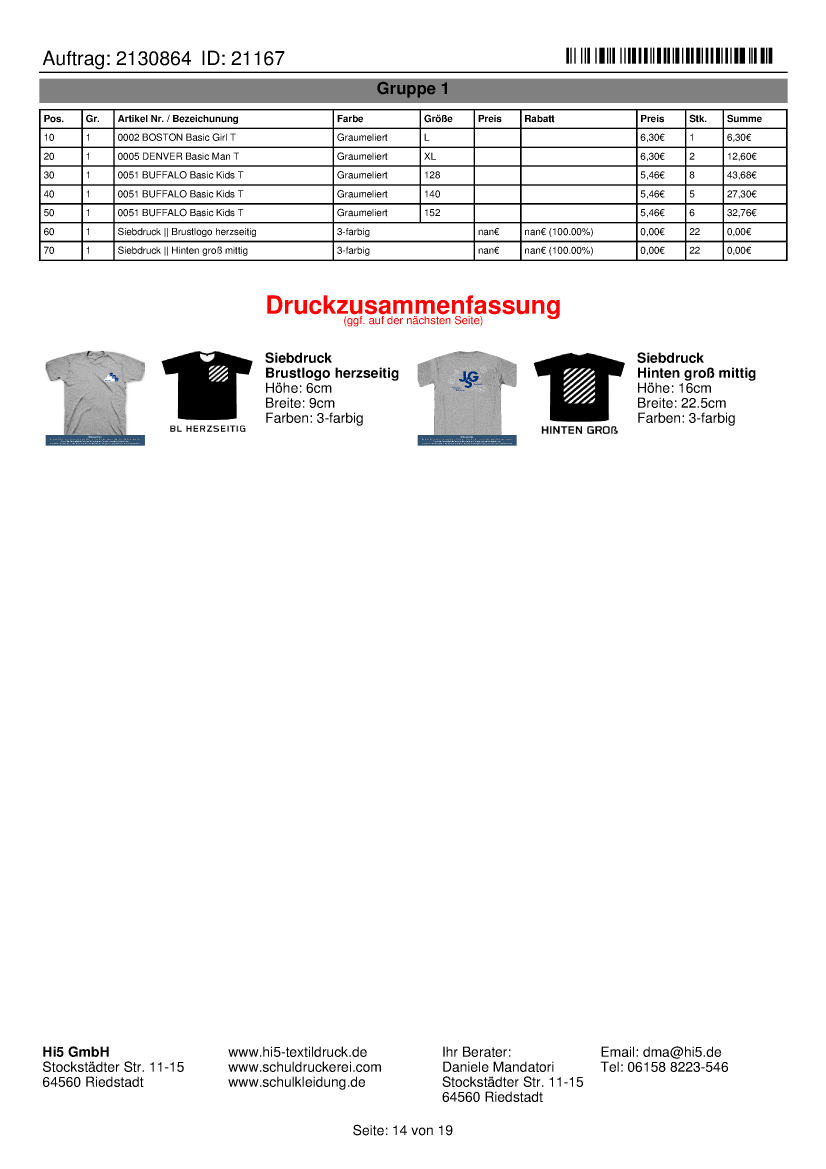 Auftrag: 2130864 ID: 21167
Gruppe 1
Pos. Gr. Artikel Nr. / Bezeichunung Farbe Größe Preis Rabatt Preis Stk. Summe
10 1 0002 BOSTON Basic Girl T Graumeliert L 6,30€ 1 6,30€
20 1 0005 DENVER Basic Man T Graumeliert XL 6,30€ 2 12,60€
30 1 0051 BUFFALO Basic Kids T Graumeliert 128 5,46€ 8 43,68€
40 1 0051 BUFFALO Basic Kids T Graumeliert 140 5,46€ 5 27,30€
50 1 0051 BUFFALO Basic Kids T Graumeliert 152 5,46€ 6 32,76€
60 1 Siebdruck || Brustlogo herzseitig 3-farbig nan€ nan€ (100.00%) 0,00€ 22 0,00€
70 1 Siebdruck || Hinten groß mittig 3-farbig nan€ nan€ (100.00%) 0,00€ 22 0,00€
Druckzusammenfassung
(ggf. auf der nächsten Seite)
Siebdruck
Brustlogo herzseitig
Höhe: 6cm
Breite: 9cm
Farben: 3-farbig
BL HERZSEITIG
JSG
Siebdruck
Hinten groß mittig
Höhe: 16cm
Breite: 22.5cm
Farben: 3-farbig
HINTEN GROß
Hi5 GmbH
Stockstädter Str. 11-15
64560 Riedstadt
www.hi5-textildruck.de
www.schuldruckerei.com
www.schulkleidung.de
Ihr Berater:
Daniele Mandatori
Stockstädter Str. 11-15
64560 Riedstadt
Email: dma@hi5.de
Tel: 06158 8223-546
Seite: 14 von 19